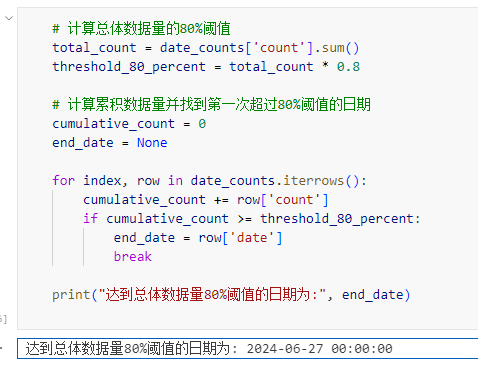 # 计算总体数据量的80%阈值
total_count = date_counts['count'].sum()
threshold_80_percent = total_count * 0.8
# 计算累积数据量并找到第一次超过80%阈值的日期
cumulative_count = 0
end_date = None
for index, row in date_counts.iterrows():
cumulative_count += row['count']
if cumulative_count >= threshold_80_percent:
end_date = row['date']
break
print("达到总体数据量80%阈值的日期为:", end_date)
达到总体数据量80%阈值的日期为: 2024-06-27 00:00:00